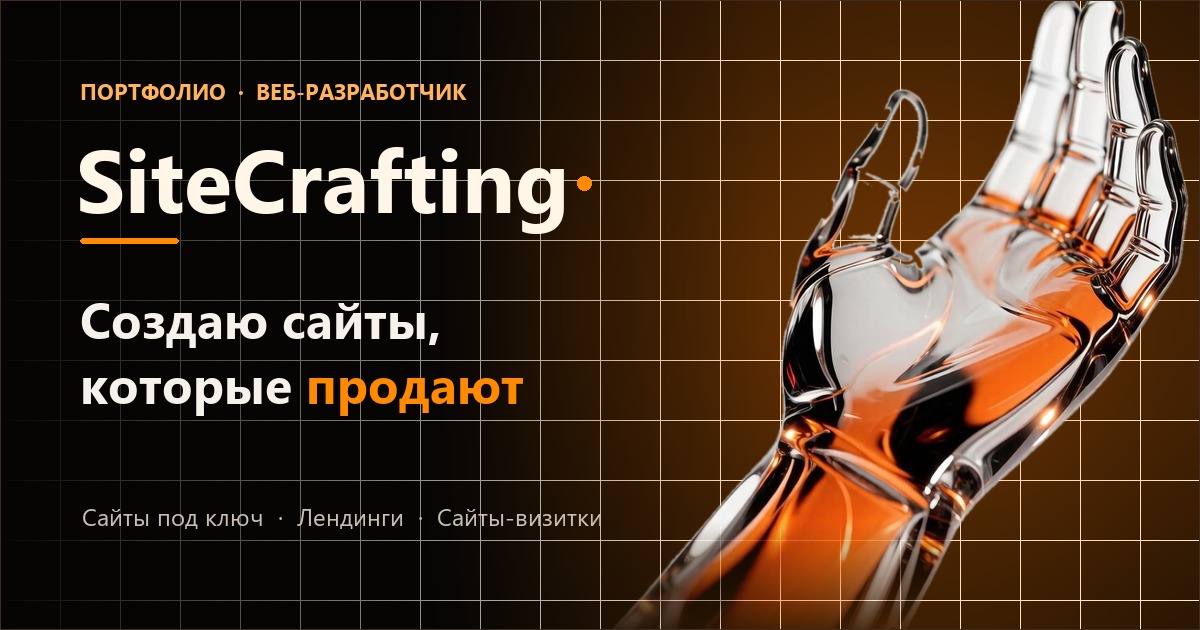 ПОРТФОЛИО · ВЕБ-РАЗРАБОТЧИК
SiteCrafting
Создаю сайты,
которые продают
Сайты под ключ · Лендинги · Сайты-визитки